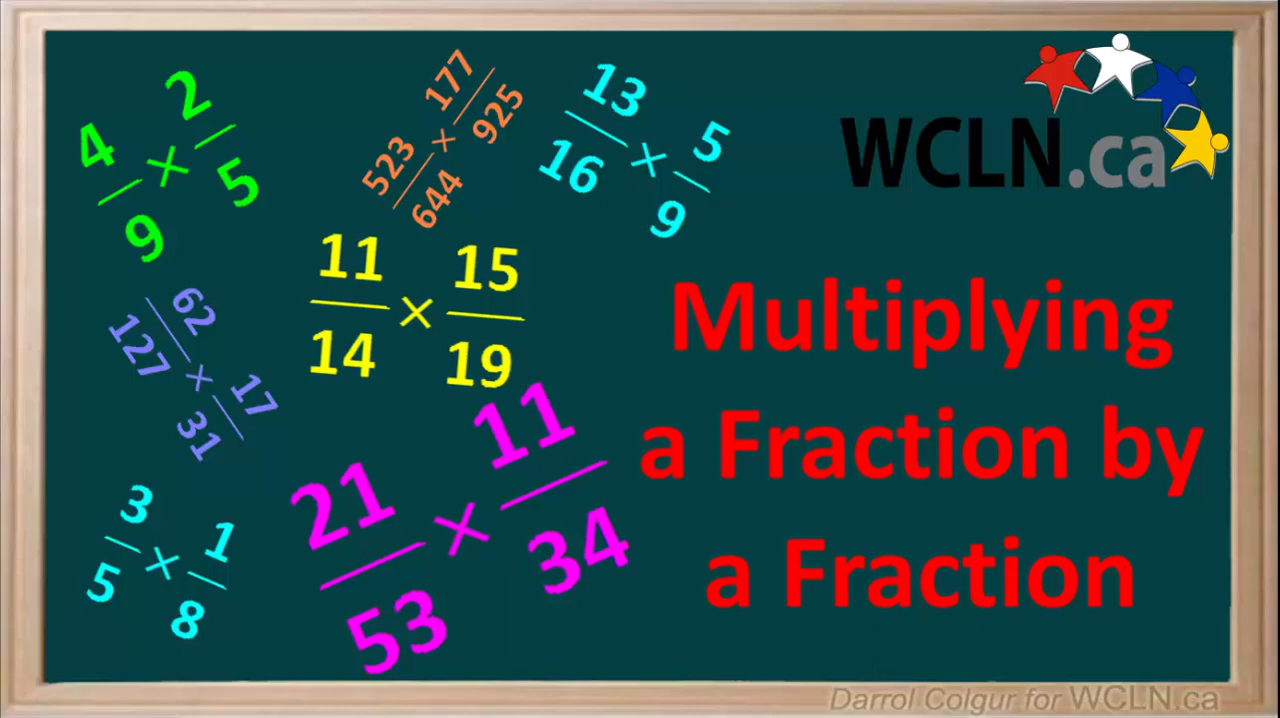 4/9 × 2/5
523/644 × 177/925
13/16 × 5/9
WCLN.ca
11/14 × 15/19
62/127 × 17/31
Multiplying
a Fraction by
a Fraction
3/5 × 1/8
21/53 × 11/34
Darrol Colgur for WCLN.ca